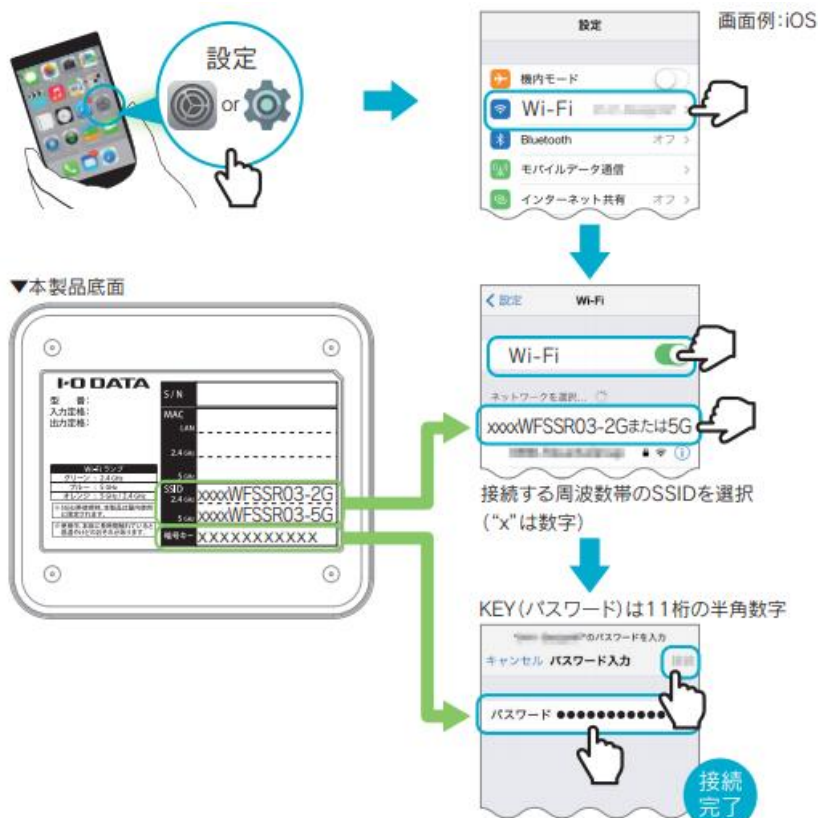 設定
or
画面例:iOS
設定
機内モード
Wi-Fi
Bluetooth オフ
モバイルデータ通信
インターネット共有 オフ
▼本製品底面
I-O DATA
型 番:
入力定格:
出力定格:
Wi-Fiランプ
グリーン : 2.4GHz
ブルー : 5GHz
オレンジ : 5GHz/2.4GHz
S/N
MAC
LAN
2.4GHz
5GHz
SSID
2.4GHz xxxxWFSSR03-2G
5GHz xxxxWFSSR03-5G
暗号キー XXXXXXXXXXX
設定 Wi-Fi
Wi-Fi
ネットワークを選択...
xxxxWFSSR03-2Gまたは5G
接続する周波数帯のSSIDを選択
(“x”は数字)
KEY(パスワード)は11桁の半角数字
のパスワードを入力
キャンセル パスワード入力
パスワード ●●●●●●●●●●●
接続
完了